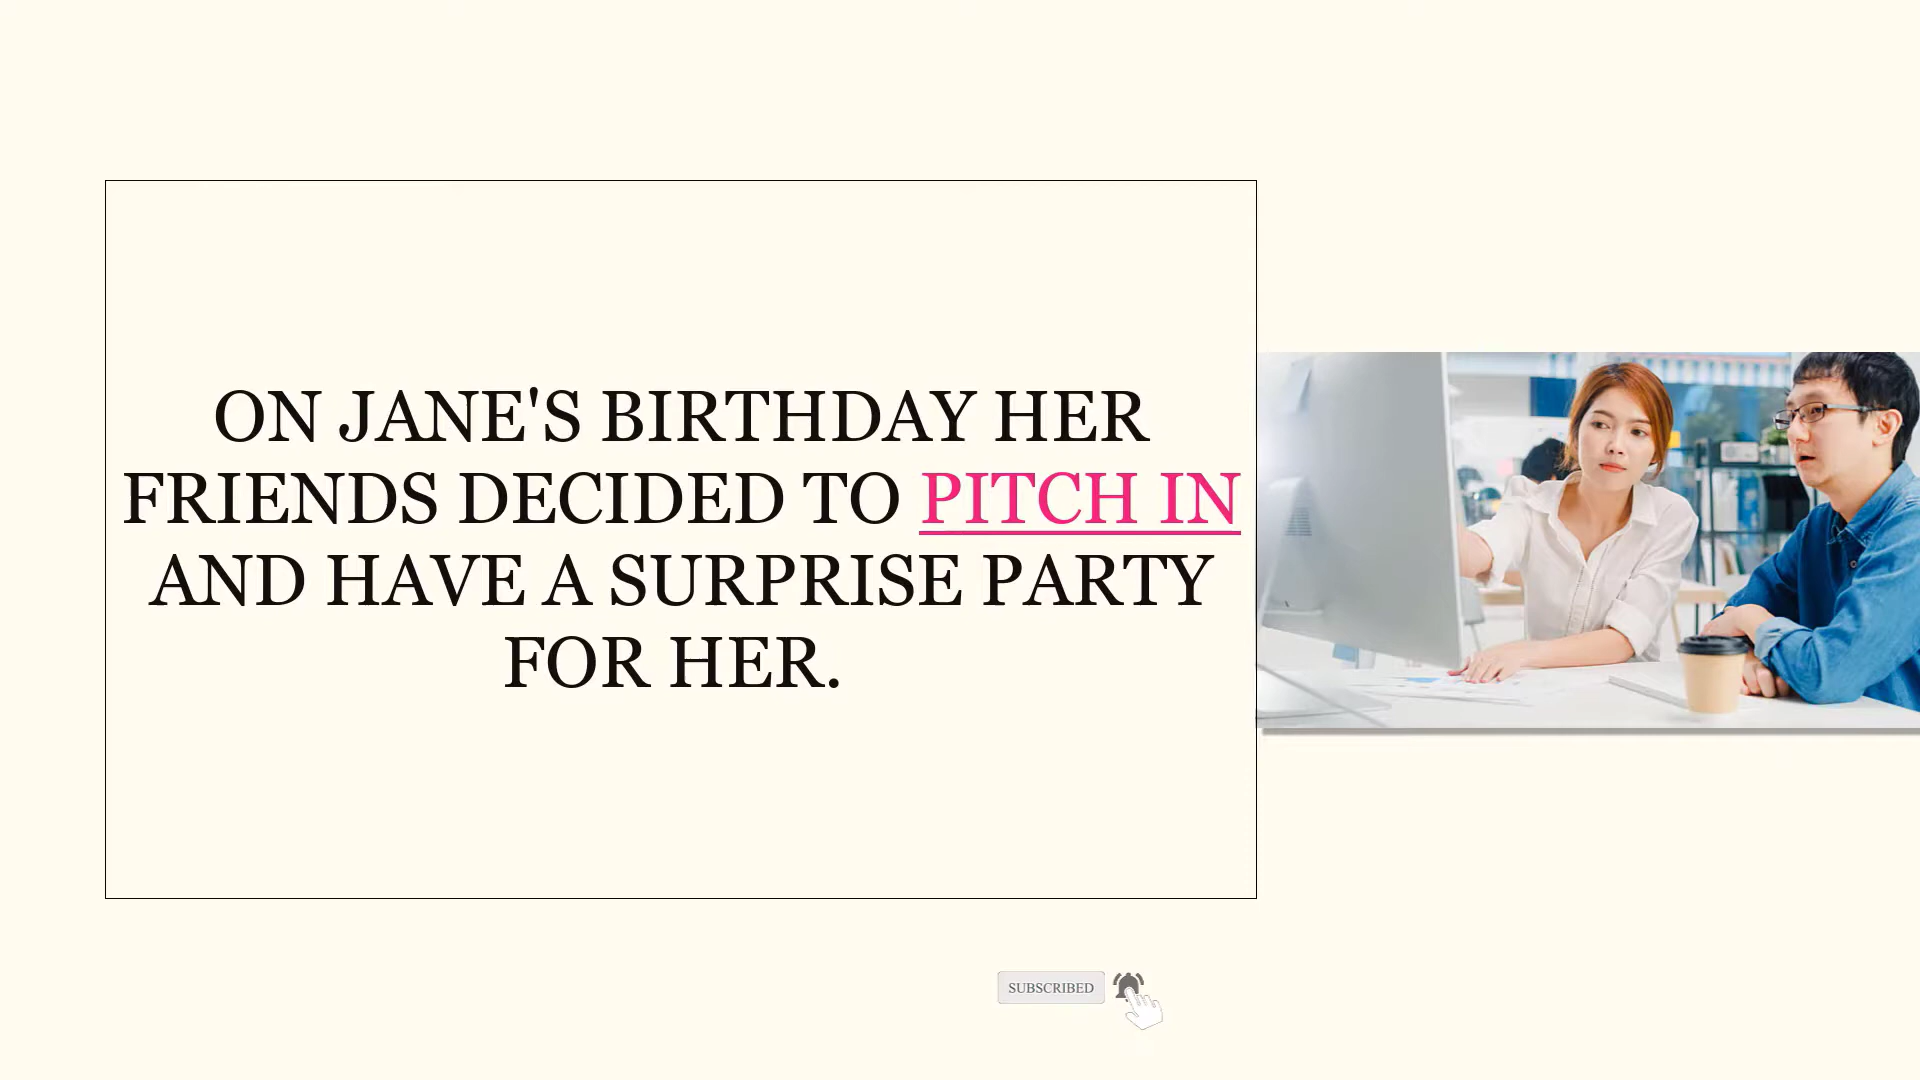 ON JANE'S BIRTHDAY HER
FRIENDS DECIDED TO PITCH IN
AND HAVE A SURPRISE PARTY
FOR HER.
SUBSCRIBED